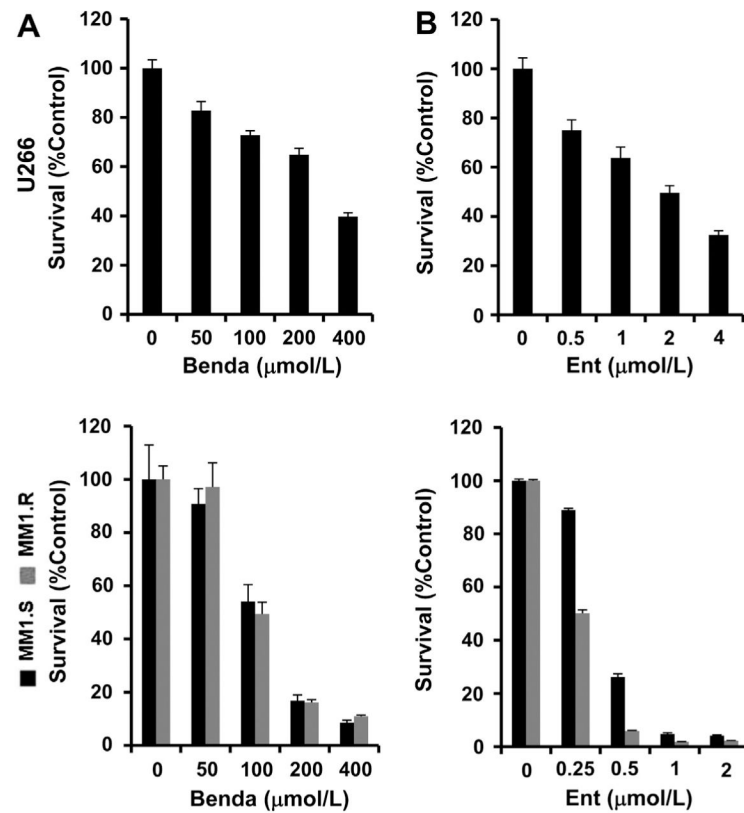 A
120
100
80
60
40
20
0
U266
Survival (%Control)
0 50 100 200 400
Benda (μmol/L)
B
120
100
80
60
40
20
0
Survival (%Control)
0 0.5 1 2 4
Ent (μmol/L)
120
100
80
60
40
20
0
MM1.S MM1.R
Survival (%Control)
0 50 100 200 400
Benda (μmol/L)
120
100
80
60
40
20
0
Survival (%Control)
0 0.25 0.5 1 2
Ent (μmol/L)